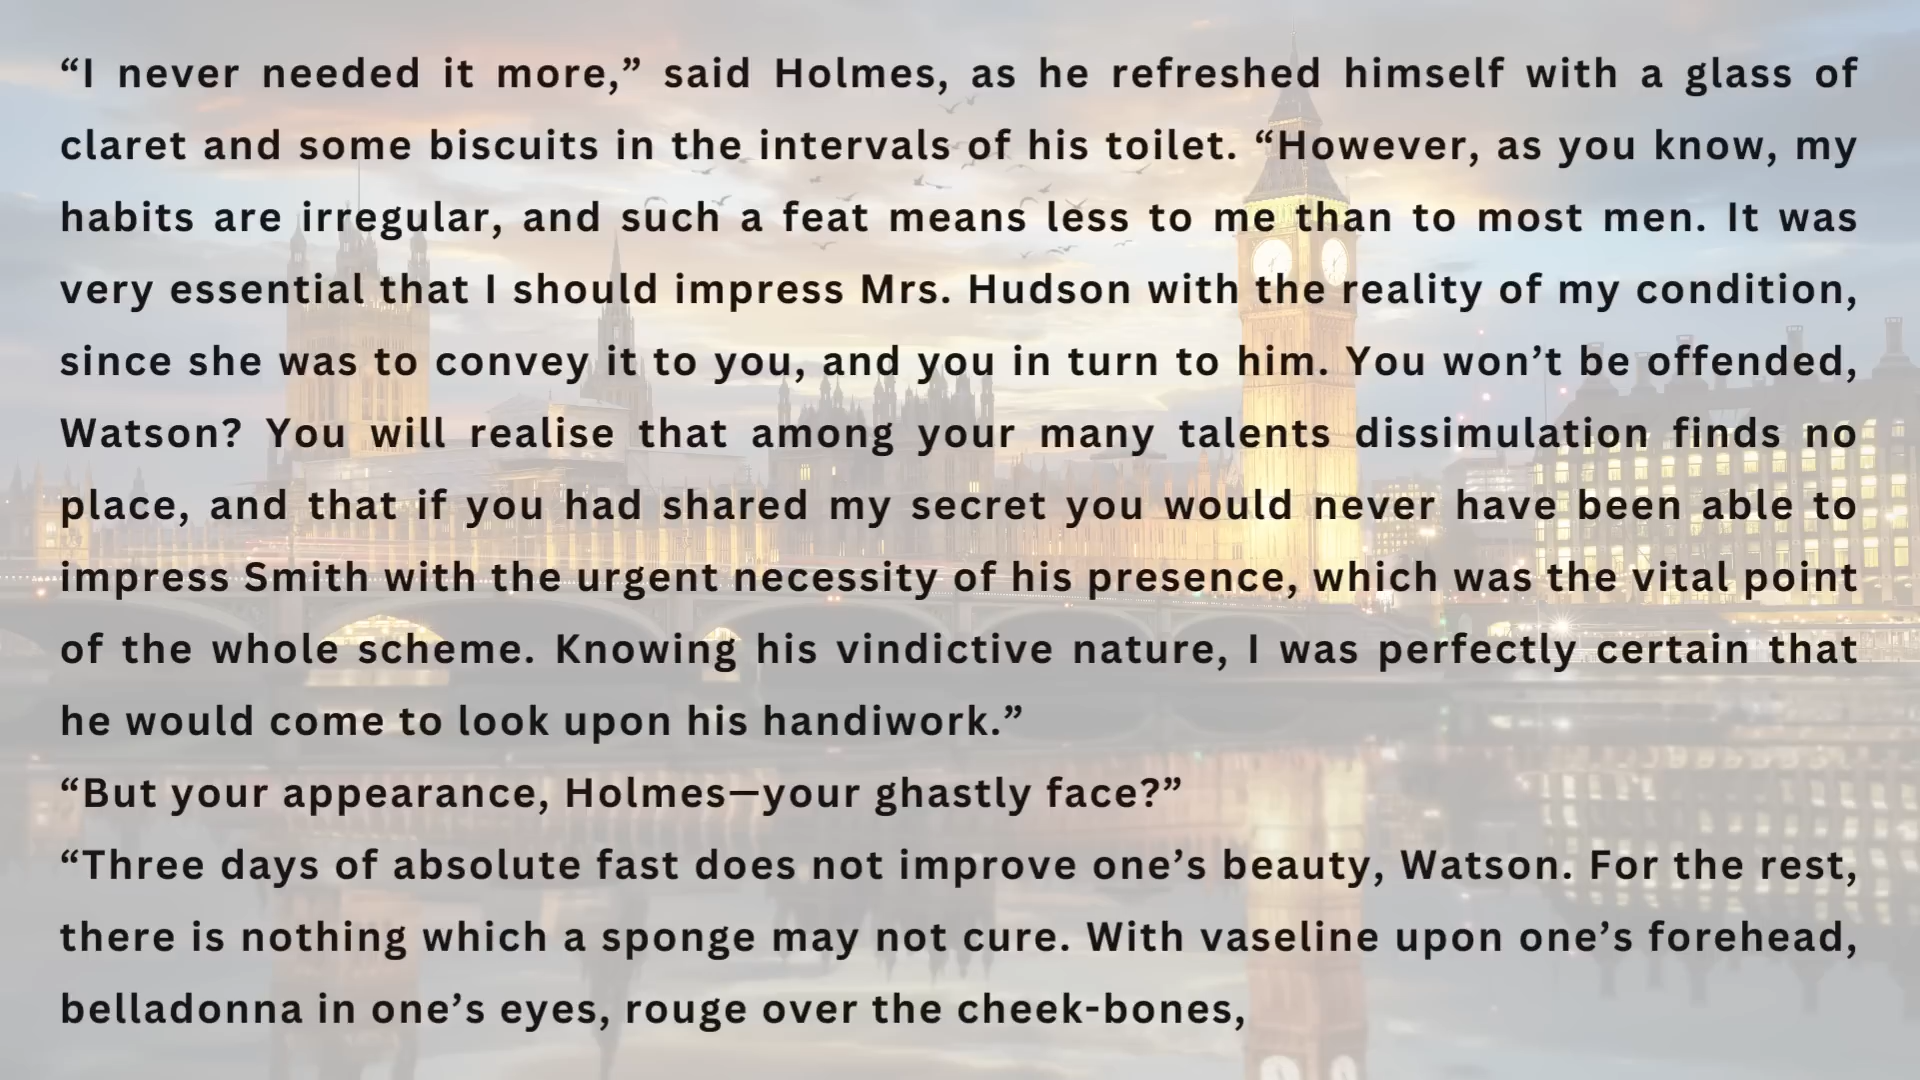 “I never needed it more,” said Holmes, as he refreshed himself with a glass of
claret and some biscuits in the intervals of his toilet. “However, as you know, my
habits are irregular, and such a feat means less to me than to most men. It was
very essential that I should impress Mrs. Hudson with the reality of my condition,
since she was to convey it to you, and you in turn to him. You won’t be offended,
Watson? You will realise that among your many talents dissimulation finds no
place, and that if you had shared my secret you would never have been able to
impress Smith with the urgent necessity of his presence, which was the vital point
of the whole scheme. Knowing his vindictive nature, I was perfectly certain that
he would come to look upon his handiwork.”
“But your appearance, Holmes—your ghastly face?”
“Three days of absolute fast does not improve one’s beauty, Watson. For the rest,
there is nothing which a sponge may not cure. With vaseline upon one’s forehead,
belladonna in one’s eyes, rouge over the cheek-bones,